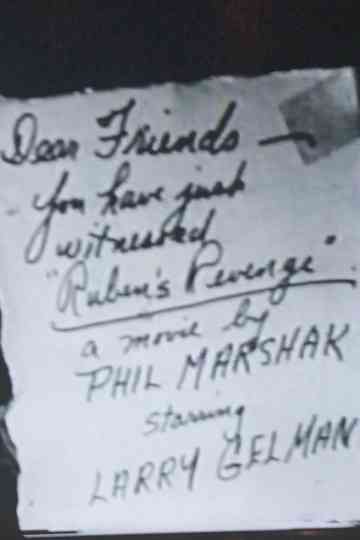 Dear Friends —
you have just
witnessed
"Ruben's Revenge"
a movie by
PHIL MARSHAK
starring
LARRY GELMAN